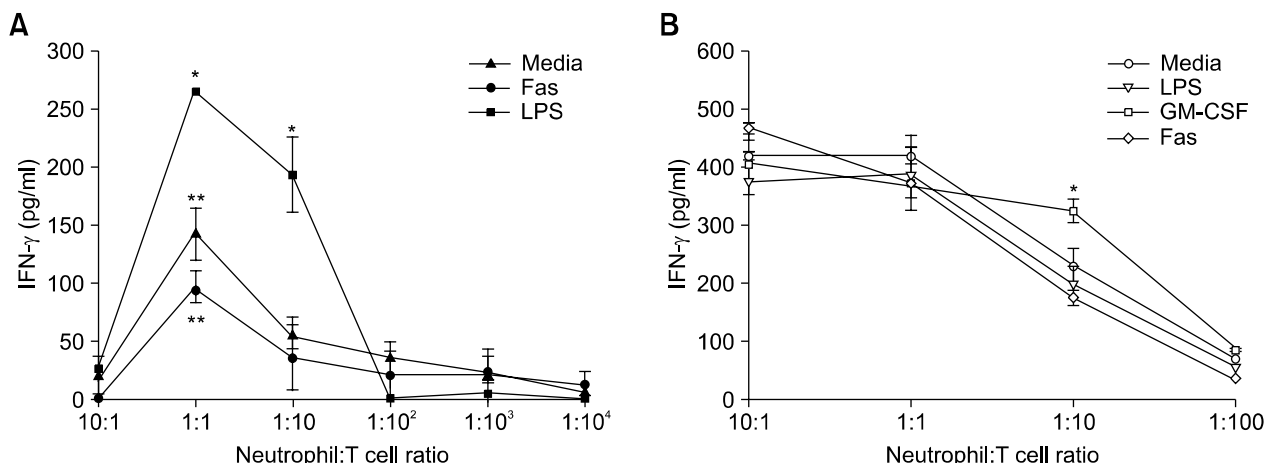 A
IFN-γ (pg/ml)
300
250
200
150
100
50
0
*
*
**
**
Media
Fas
LPS
10:1
1:1
1:10
1:10²
1:10³
1:10⁴
Neutrophil:T cell ratio
B
IFN-γ (pg/ml)
600
500
400
300
200
100
0
*
Media
LPS
GM-CSF
Fas
10:1
1:1
1:10
1:100
Neutrophil:T cell ratio